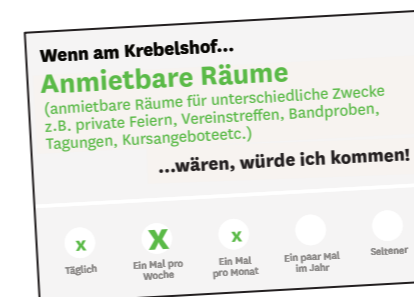 Wenn am Krebelshof...
Anmietbare Räume
(anmietbare Räume für unterschiedliche Zwecke
z.B. private Feiern, Vereinstreffen, Bandproben,
Tagungen, Kursangeboteetc.)
...wären, würde ich kommen!
x X x
Täglich Ein Mal pro Ein Mal Ein paar Mal Seltener
Woche pro Monat im Jahr